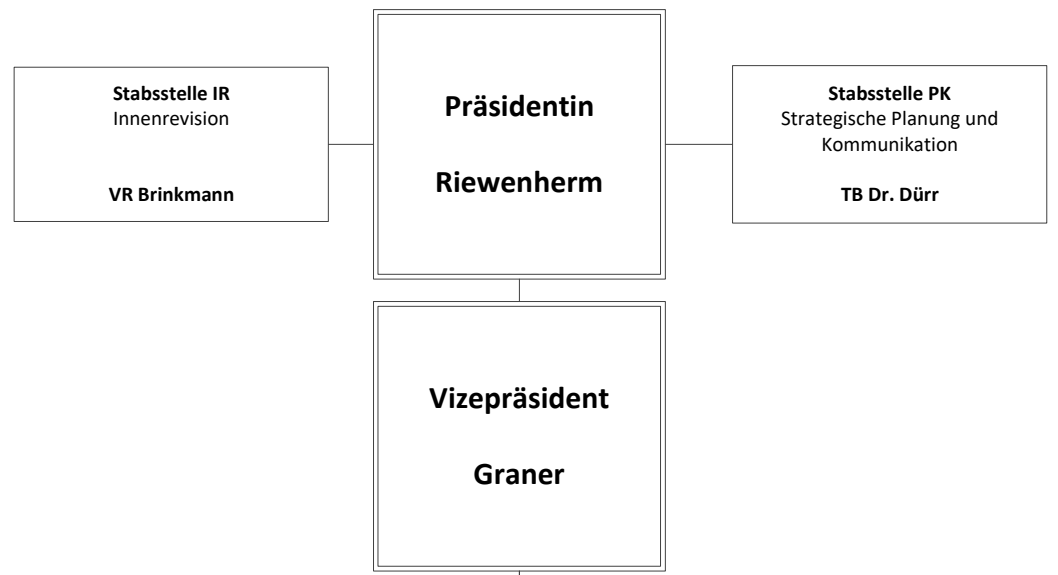 Stabsstelle IR
Innenrevision
VR Brinkmann
Präsidentin
Riewenherm
Stabsstelle PK
Strategische Planung und
Kommunikation
TB Dr. Dürr
Vizepräsident
Graner